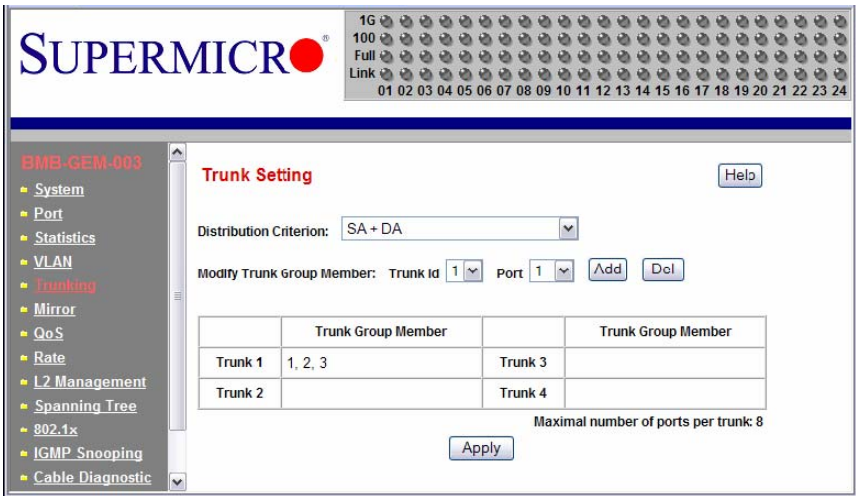 SUPERMICRO®
1G
100
Full
Link
01 02 03 04 05 06 07 08 09 10 11 12 13 14 15 16 17 18 19 20 21 22 23 24
BMB-GEM-003
System
Port
Statistics
VLAN
Trunking
Mirror
QoS
Rate
L2 Management
Spanning Tree
802.1x
IGMP Snooping
Cable Diagnostic
Trunk Setting
Help
Distribution Criterion: SA + DA
Modify Trunk Group Member: Trunk Id 1 Port 1 Add Del
Trunk Group Member Trunk Group Member
Trunk 1 1, 2, 3 Trunk 3
Trunk 2 Trunk 4
Maximal number of ports per trunk: 8
Apply